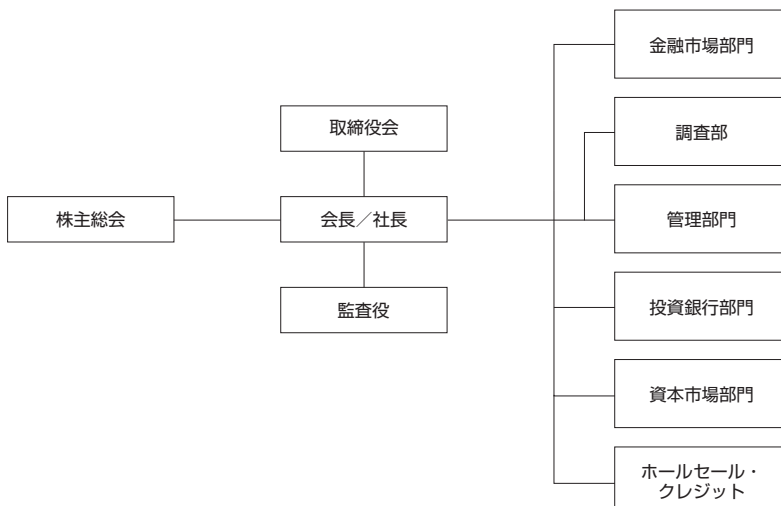 金融市場部門
取締役会
調査部
株主総会
会長／社長
管理部門
監査役
投資銀行部門
資本市場部門
ホールセール・
クレジット